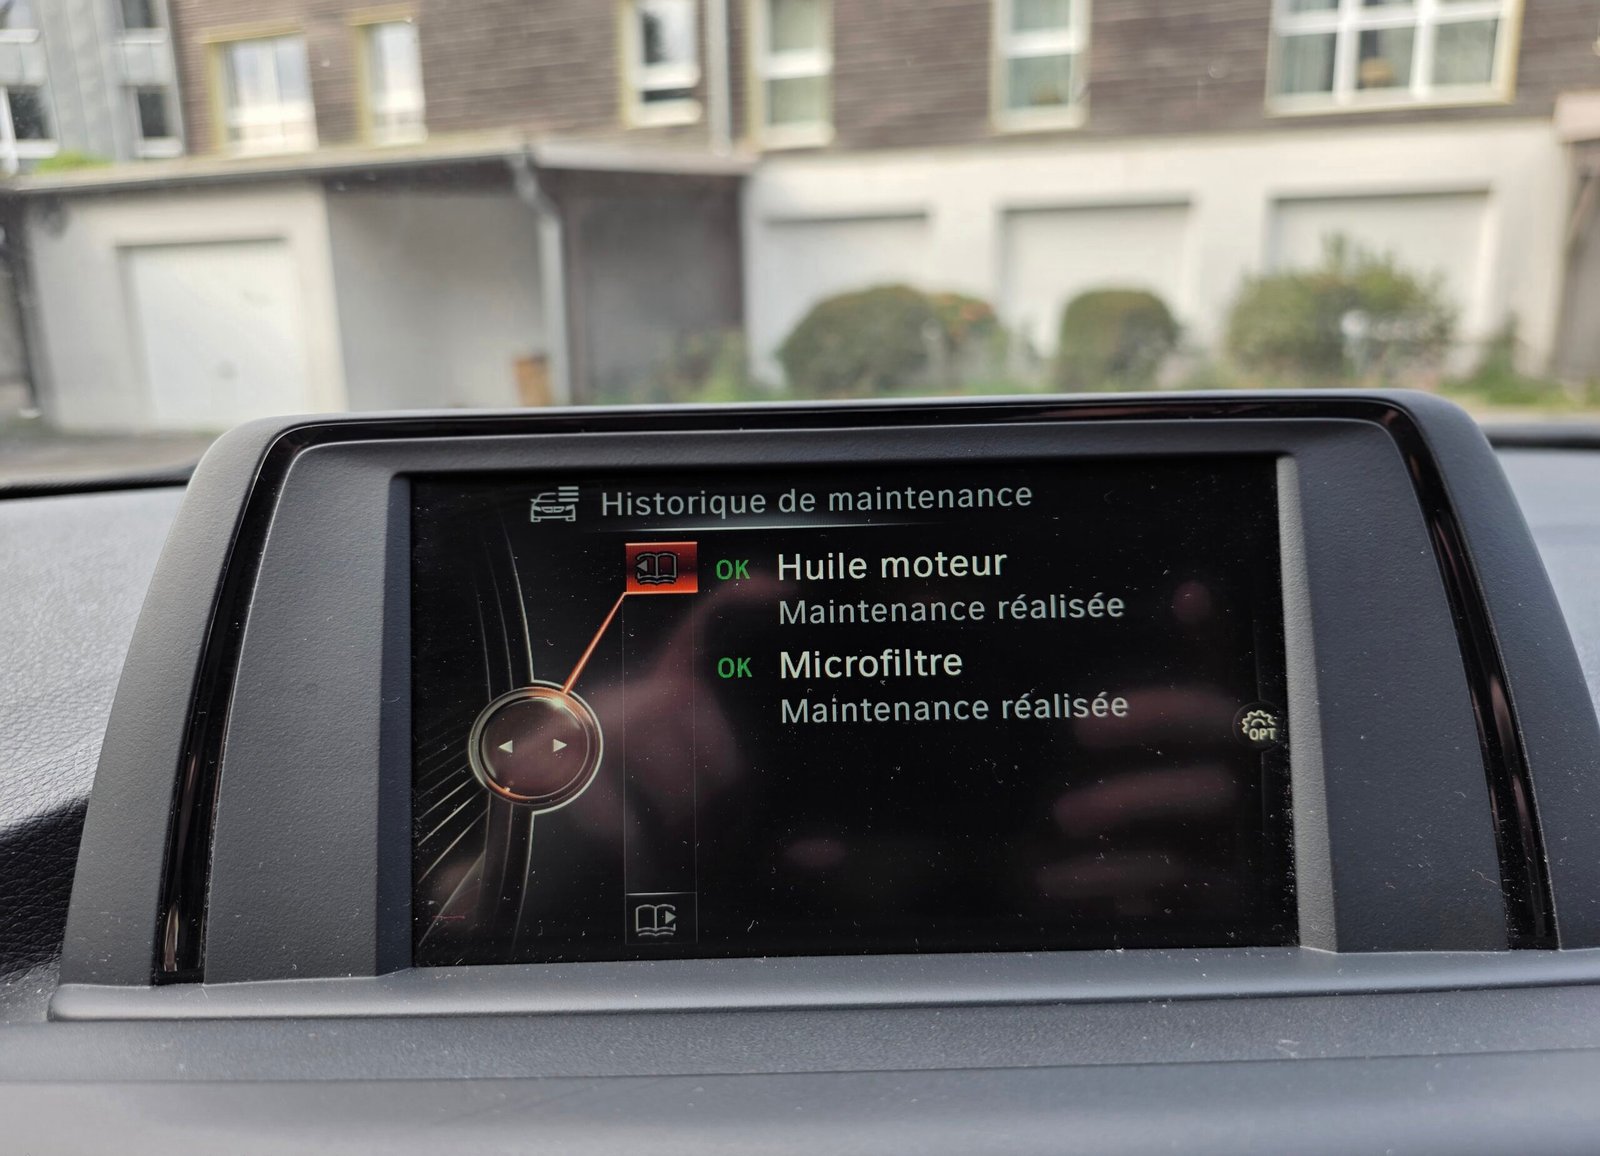 Historique de maintenance
OK Huile moteur
Maintenance réalisée
OK Microfiltre
Maintenance réalisée
OPT